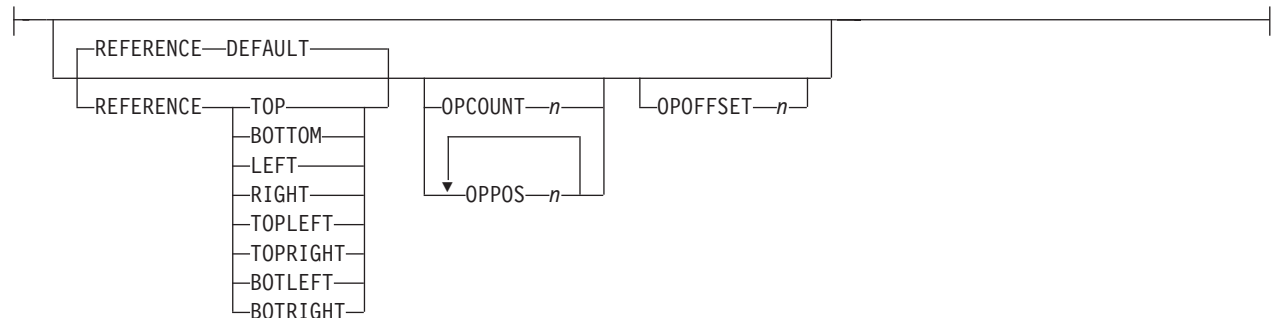 REFERENCE DEFAULT
REFERENCE TOP OPCOUNT n OPOFFSET n
BOTTOM
LEFT
RIGHT OPPOS n
TOPLEFT
TOPRIGHT
BOTLEFT
BOTRIGHT